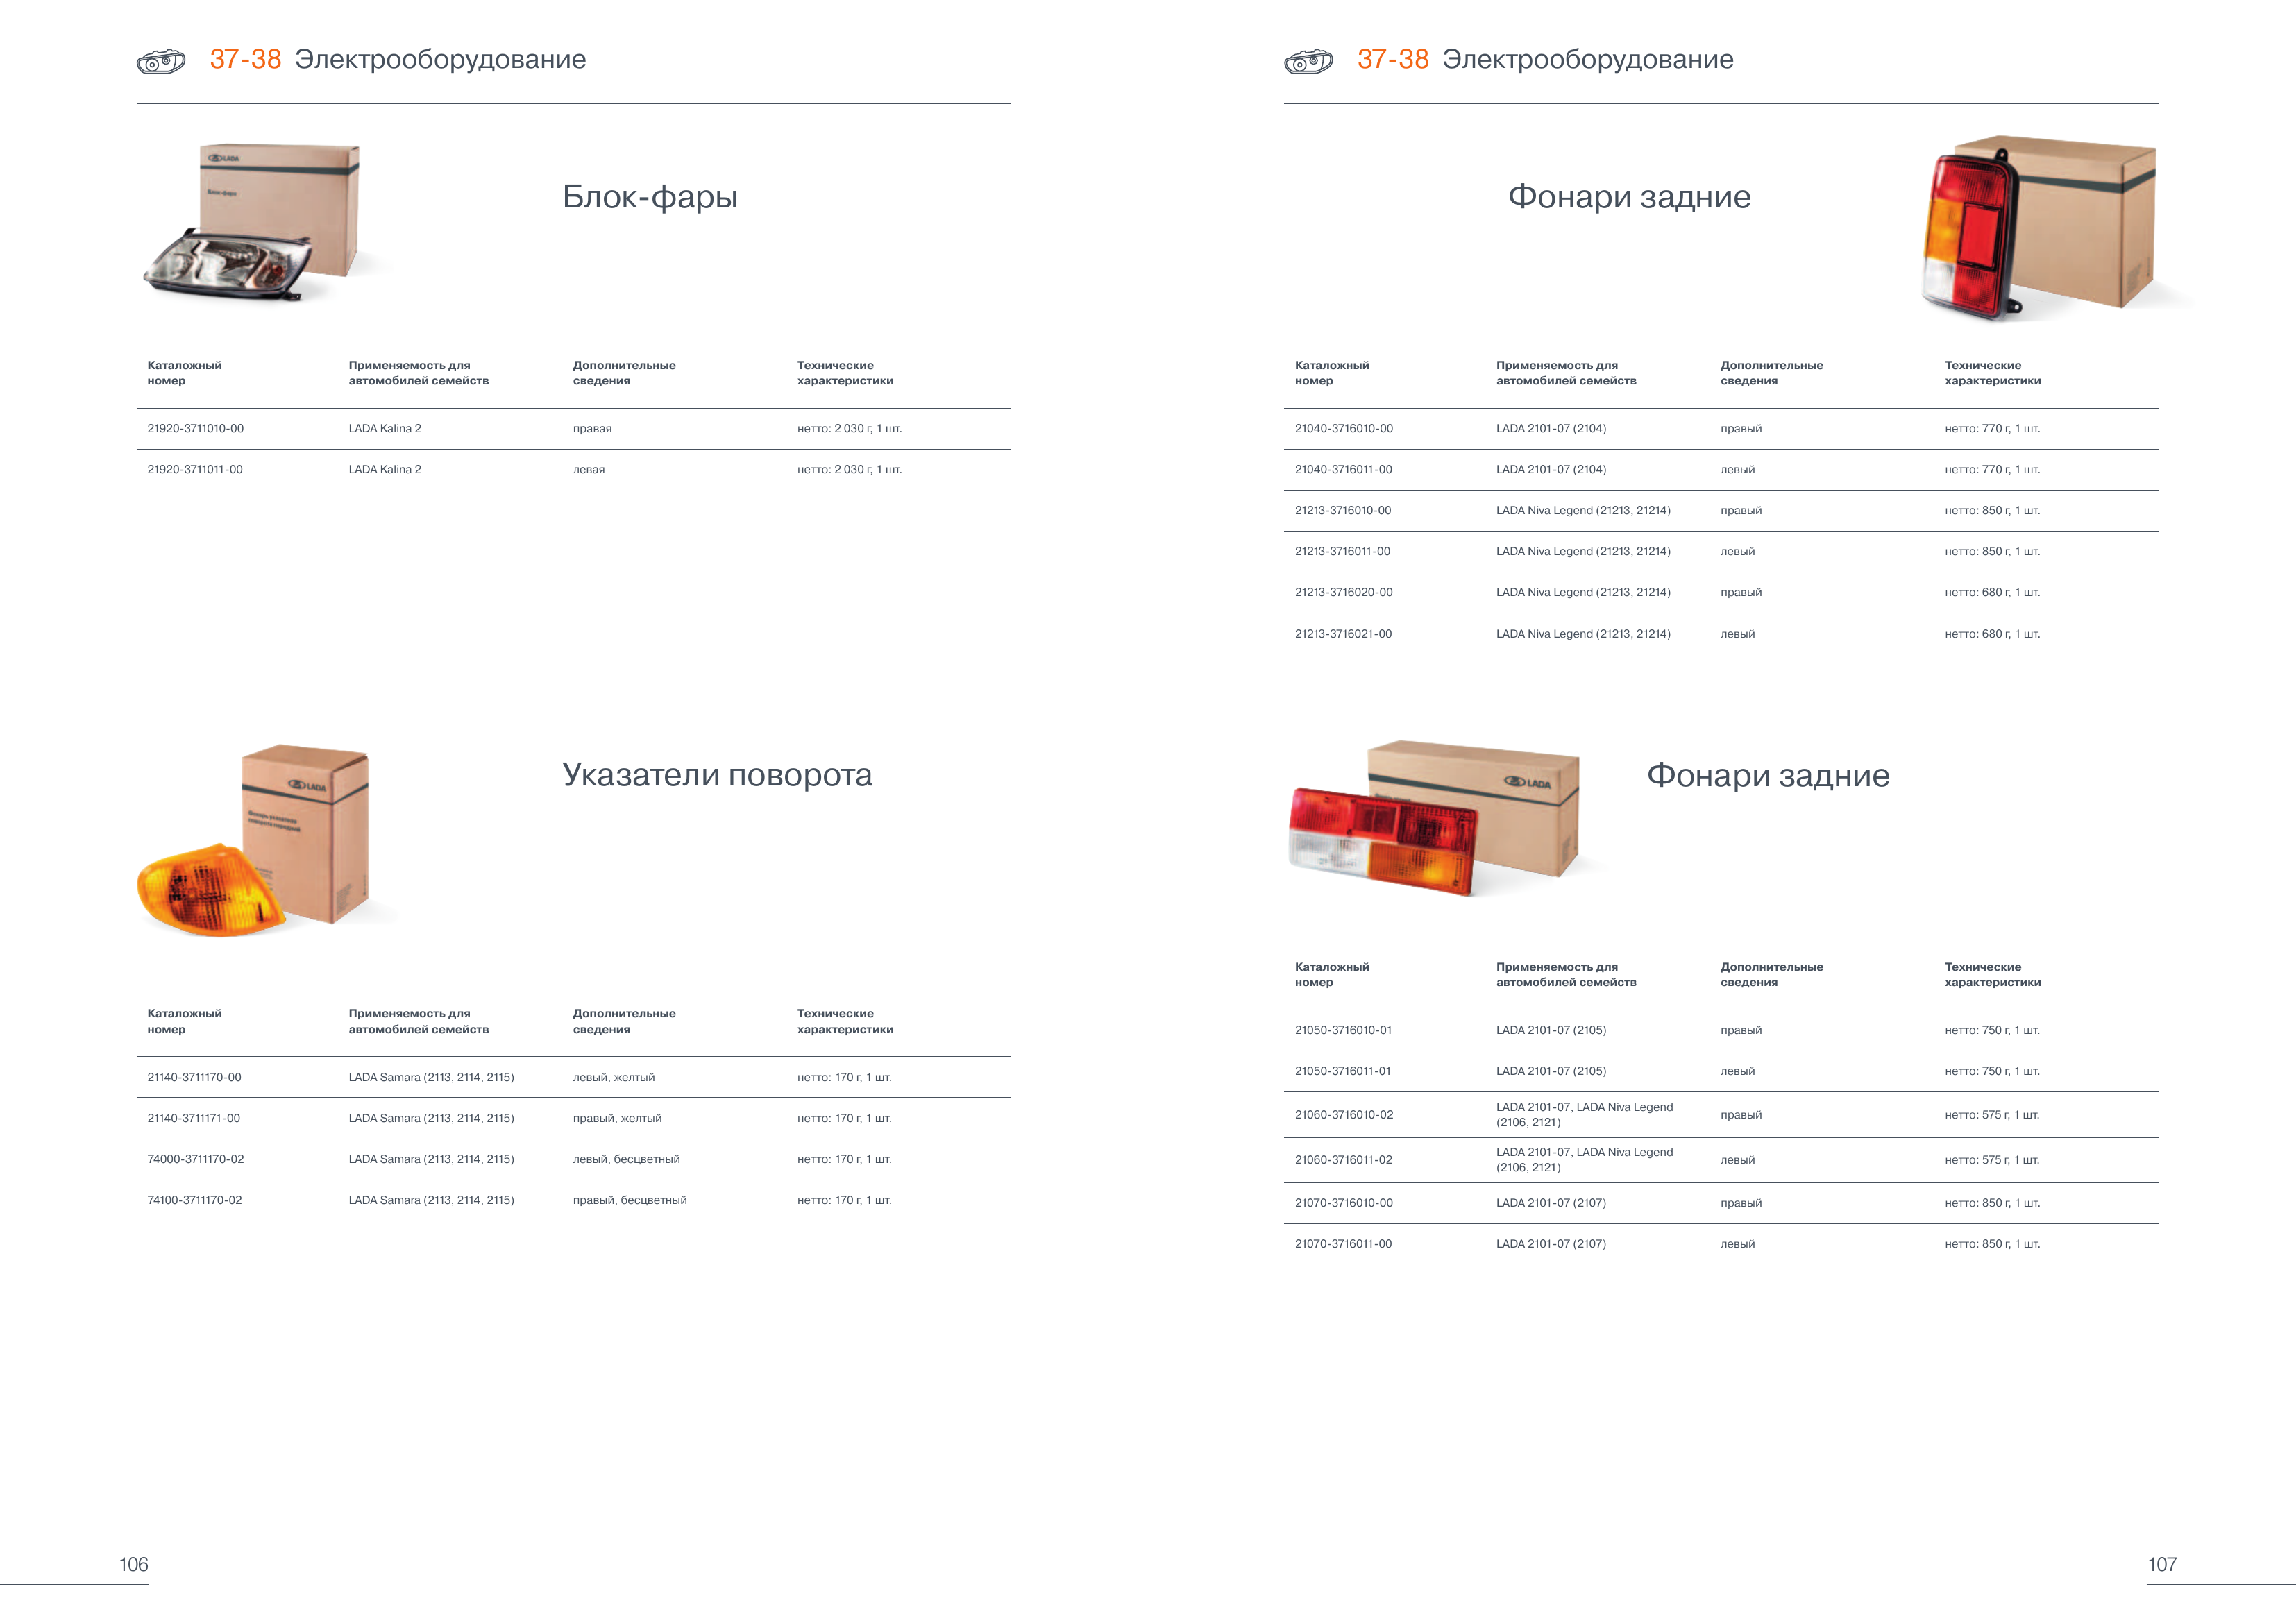 37-38 Электрооборудование
LADA
Блок-фары
Блок-фары
Каталожный номер Применяемость для автомобилей семейств Дополнительные сведения Технические характеристики
21920-3711010-00 LADA Kalina 2 правая нетто: 2 030 г, 1 шт.
21920-3711011-00 LADA Kalina 2 левая нетто: 2 030 г, 1 шт.
LADA
Фонарь указателя
поворота передний
Указатели поворота
Каталожный номер Применяемость для автомобилей семейств Дополнительные сведения Технические характеристики
21140-3711170-00 LADA Samara (2113, 2114, 2115) левый, желтый нетто: 170 г, 1 шт.
21140-3711171-00 LADA Samara (2113, 2114, 2115) правый, желтый нетто: 170 г, 1 шт.
74000-3711170-02 LADA Samara (2113, 2114, 2115) левый, бесцветный нетто: 170 г, 1 шт.
74100-3711170-02 LADA Samara (2113, 2114, 2115) правый, бесцветный нетто: 170 г, 1 шт.
106
37-38 Электрооборудование
Фонари задние
Каталожный номер Применяемость для автомобилей семейств Дополнительные сведения Технические характеристики
21040-3716010-00 LADA 2101-07 (2104) правый нетто: 770 г, 1 шт.
21040-3716011-00 LADA 2101-07 (2104) левый нетто: 770 г, 1 шт.
21213-3716010-00 LADA Niva Legend (21213, 21214) правый нетто: 850 г, 1 шт.
21213-3716011-00 LADA Niva Legend (21213, 21214) левый нетто: 850 г, 1 шт.
21213-3716020-00 LADA Niva Legend (21213, 21214) правый нетто: 680 г, 1 шт.
21213-3716021-00 LADA Niva Legend (21213, 21214) левый нетто: 680 г, 1 шт.
LADA
Фонари задние
Каталожный номер Применяемость для автомобилей семейств Дополнительные сведения Технические характеристики
21050-3716010-01 LADA 2101-07 (2105) правый нетто: 750 г, 1 шт.
21050-3716011-01 LADA 2101-07 (2105) левый нетто: 750 г, 1 шт.
21060-3716010-02 LADA 2101-07, LADA Niva Legend (2106, 2121) правый нетто: 575 г, 1 шт.
21060-3716011-02 LADA 2101-07, LADA Niva Legend (2106, 2121) левый нетто: 575 г, 1 шт.
21070-3716010-00 LADA 2101-07 (2107) правый нетто: 850 г, 1 шт.
21070-3716011-00 LADA 2101-07 (2107) левый нетто: 850 г, 1 шт.
107